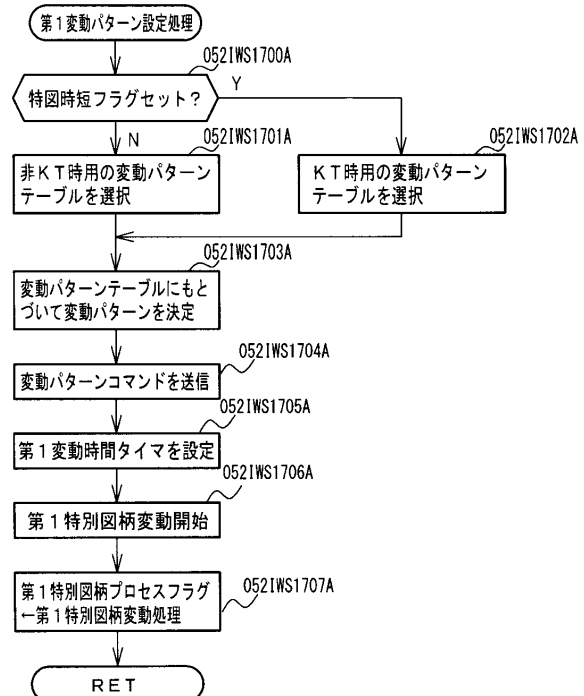 第1変動パターン設定処理
052IWS1700A
特図時短フラグセット?
Y
N
052IWS1701A
052IWS1702A
非KT時用の変動パターン
テーブルを選択
KT時用の変動パターン
テーブルを選択
052IWS1703A
変動パターンテーブルにもと
づいて変動パターンを決定
052IWS1704A
変動パターンコマンドを送信
052IWS1705A
第1変動時間タイマを設定
052IWS1706A
第1特別図柄変動開始
052IWS1707A
第1特別図柄プロセスフラグ
←第1特別図柄変動処理
RET